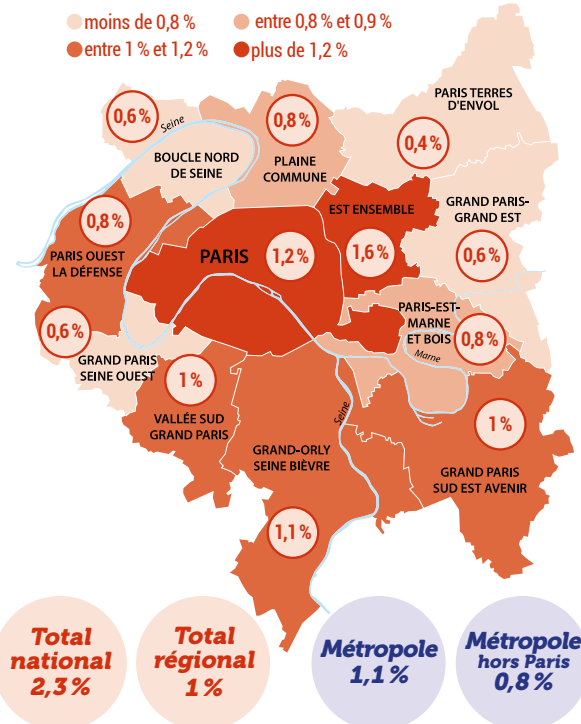 moins de 0,8 %
entre 0,8 % et 0,9 %
entre 1 % et 1,2 %
plus de 1,2 %
0,6 %
Seine
BOUCLE NORD
DE SEINE
0,8 %
PLAINE
COMMUNE
PARIS TERRES
D'ENVOL
0,4 %
0,8 %
PARIS OUEST
LA DÉFENSE
PARIS
1,2 %
EST ENSEMBLE
1,6 %
GRAND PARIS-
GRAND EST
0,6 %
0,6 %
GRAND PARIS
SEINE OUEST
PARIS-EST-
MARNE
ET BOIS
Marne
0,8 %
1 %
VALLÉE SUD
GRAND PARIS
Seine
GRAND-ORLY
SEINE BIÈVRE
1,1 %
1 %
GRAND PARIS
SUD EST AVENIR
Total
national
2,3 %
Total
régional
1 %
Métropole
1,1 %
Métropole
hors Paris
0,8 %